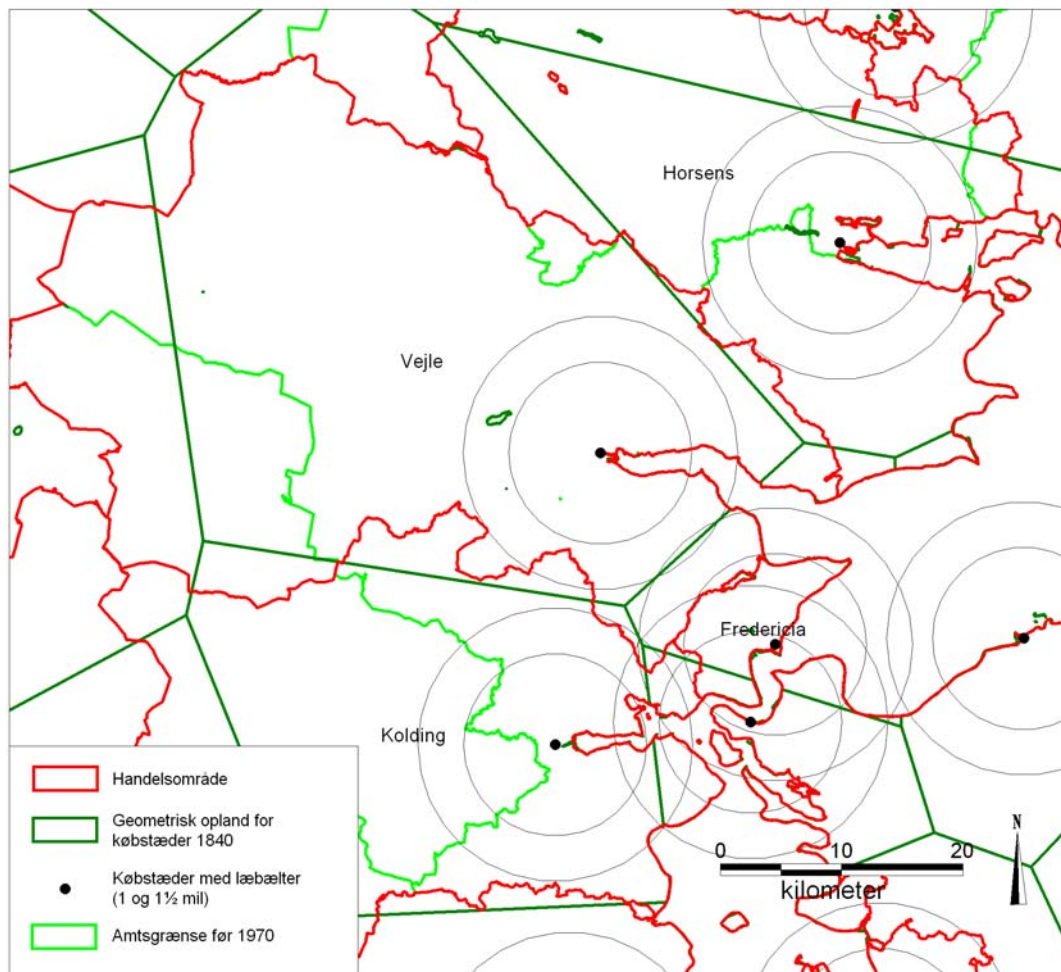 Horsens
Vejle
Fredericia
Kolding
Handelsområde
Geometrisk opland for
købstæder 1840
Købstæder med læbælter
(1 og 1½ mil)
Amtsgrænse før 1970
0 10 20
kilometer
N